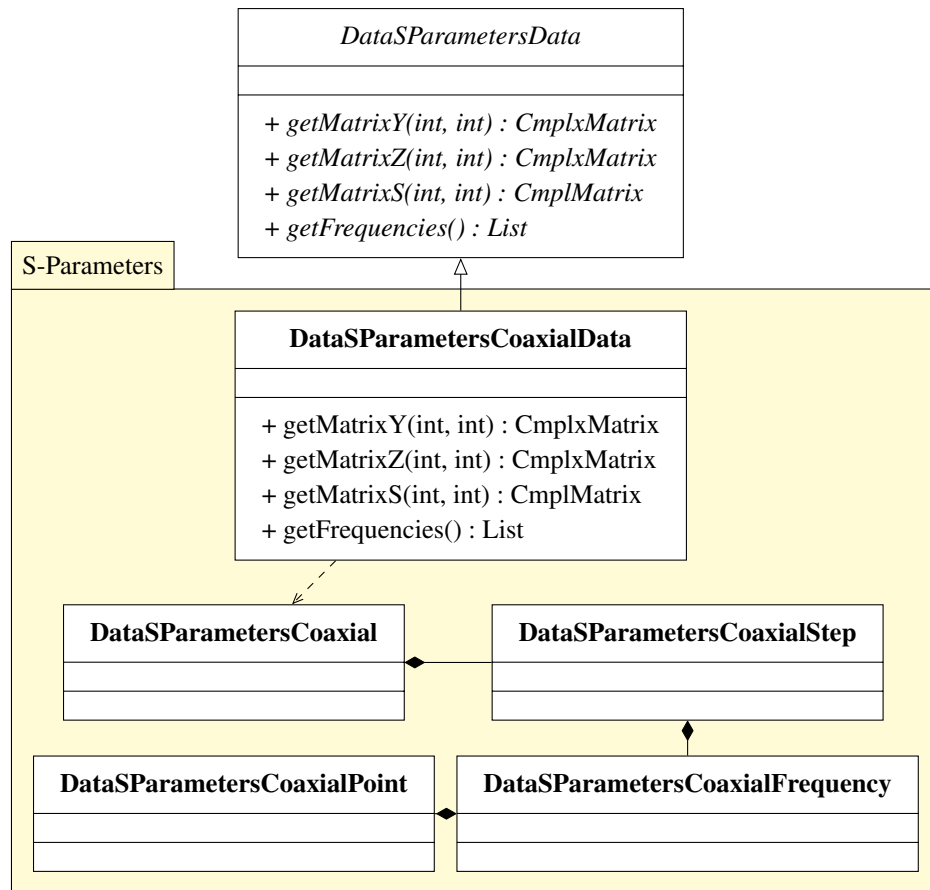 DataSParametersData
+ getMatrixY(int, int) : CmplxMatrix
+ getMatrixZ(int, int) : CmplxMatrix
+ getMatrixS(int, int) : CmplMatrix
+ getFrequencies() : List
S-Parameters
DataSParametersCoaxialData
+ getMatrixY(int, int) : CmplxMatrix
+ getMatrixZ(int, int) : CmplxMatrix
+ getMatrixS(int, int) : CmplMatrix
+ getFrequencies() : List
DataSParametersCoaxial
DataSParametersCoaxialStep
DataSParametersCoaxialPoint
DataSParametersCoaxialFrequency